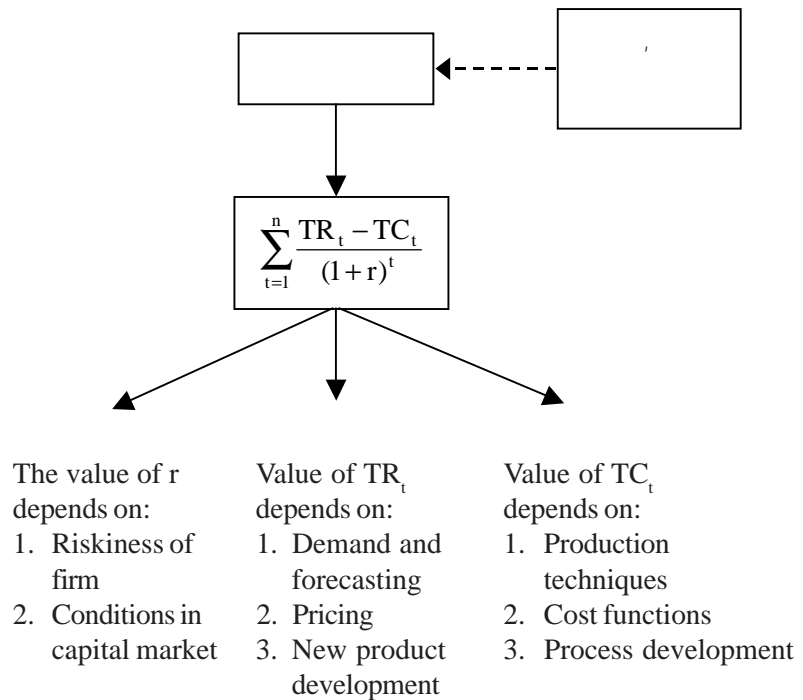 n
∑ TR_t − TC_t / (1 + r)^t
t=1
The value of r
depends on:
1. Riskiness of
firm
2. Conditions in
capital market
Value of TR_t
depends on:
1. Demand and
forecasting
2. Pricing
3. New product
development
Value of TC_t
depends on:
1. Production
techniques
2. Cost functions
3. Process development